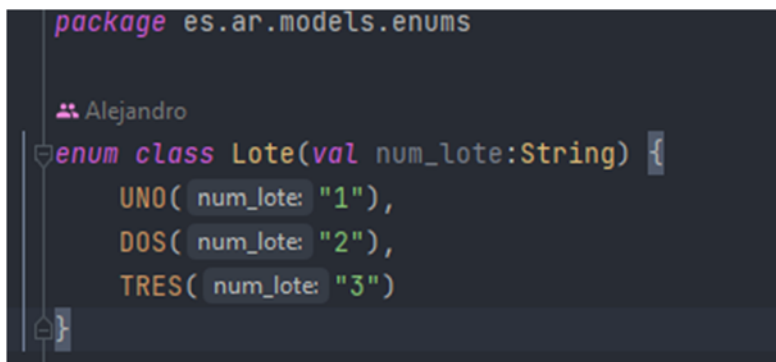 package es.ar.models.enums
Alejandro
enum class Lote(val num_lote:String) {
UNO( num_lote: "1"),
DOS( num_lote: "2"),
TRES( num_lote: "3")
}